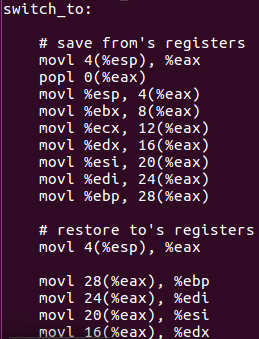 switch_to:
# save from's registers
movl 4(%esp), %eax
popl 0(%eax)
movl %esp, 4(%eax)
movl %ebx, 8(%eax)
movl %ecx, 12(%eax)
movl %edx, 16(%eax)
movl %esi, 20(%eax)
movl %edi, 24(%eax)
movl %ebp, 28(%eax)
# restore to's registers
movl 4(%esp), %eax
movl 28(%eax), %ebp
movl 24(%eax), %edi
movl 20(%eax), %esi
movl 16(%eax), %edx